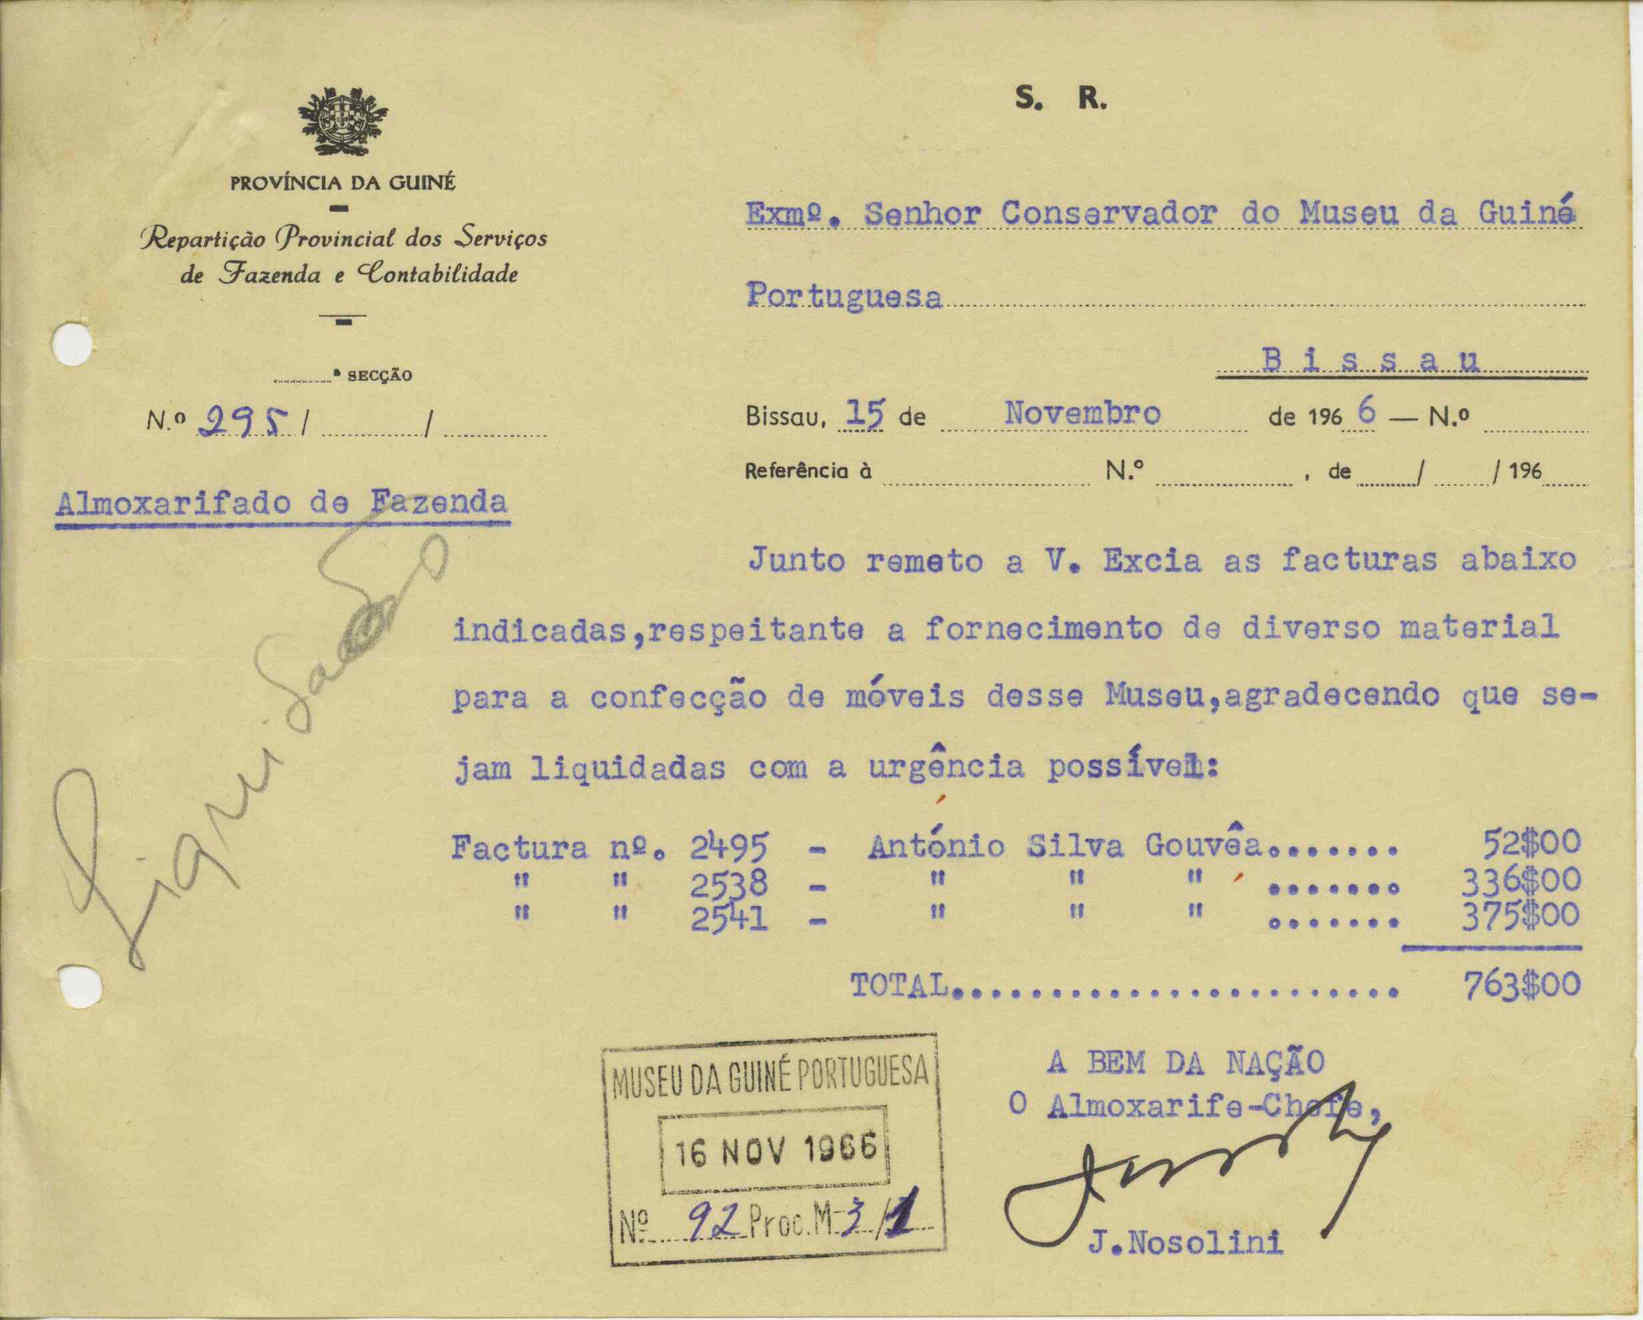 S. R.
PROVÍNCIA DA GUINÉ
Repartição Provincial dos Serviços
de Fazenda e Contabilidade
ª SECÇÃO
N.º 295 / /
Almoxarifado de Fazenda
Exmº. Senhor Conservador do Museu da Guiné
Portuguesa
Bissau
Bissau, 15 de Novembro de 1966 — N.º
Referência à N.º , de / / 196
Liquidado
Junto remeto a V. Excia as facturas abaixo
indicadas,respeitante a fornecimento de diverso material
para a confecção de móveis desse Museu,agradecendo que se-
jam liquidadas com a urgência possível:
Factura nº. 2495 - António Silva Gouvêa....... 52$00
" " 2538 - " " " ....... 336$00
" " 2541 - " " " ....... 375$00
TOTAL....................... 763$00
A BEM DA NAÇÃO
O Almoxarife-Chefe,
J.Nosolini
MUSEU DA GUINÉ PORTUGUESA
16 NOV 1966
Nº 92 Proc. M-3/1